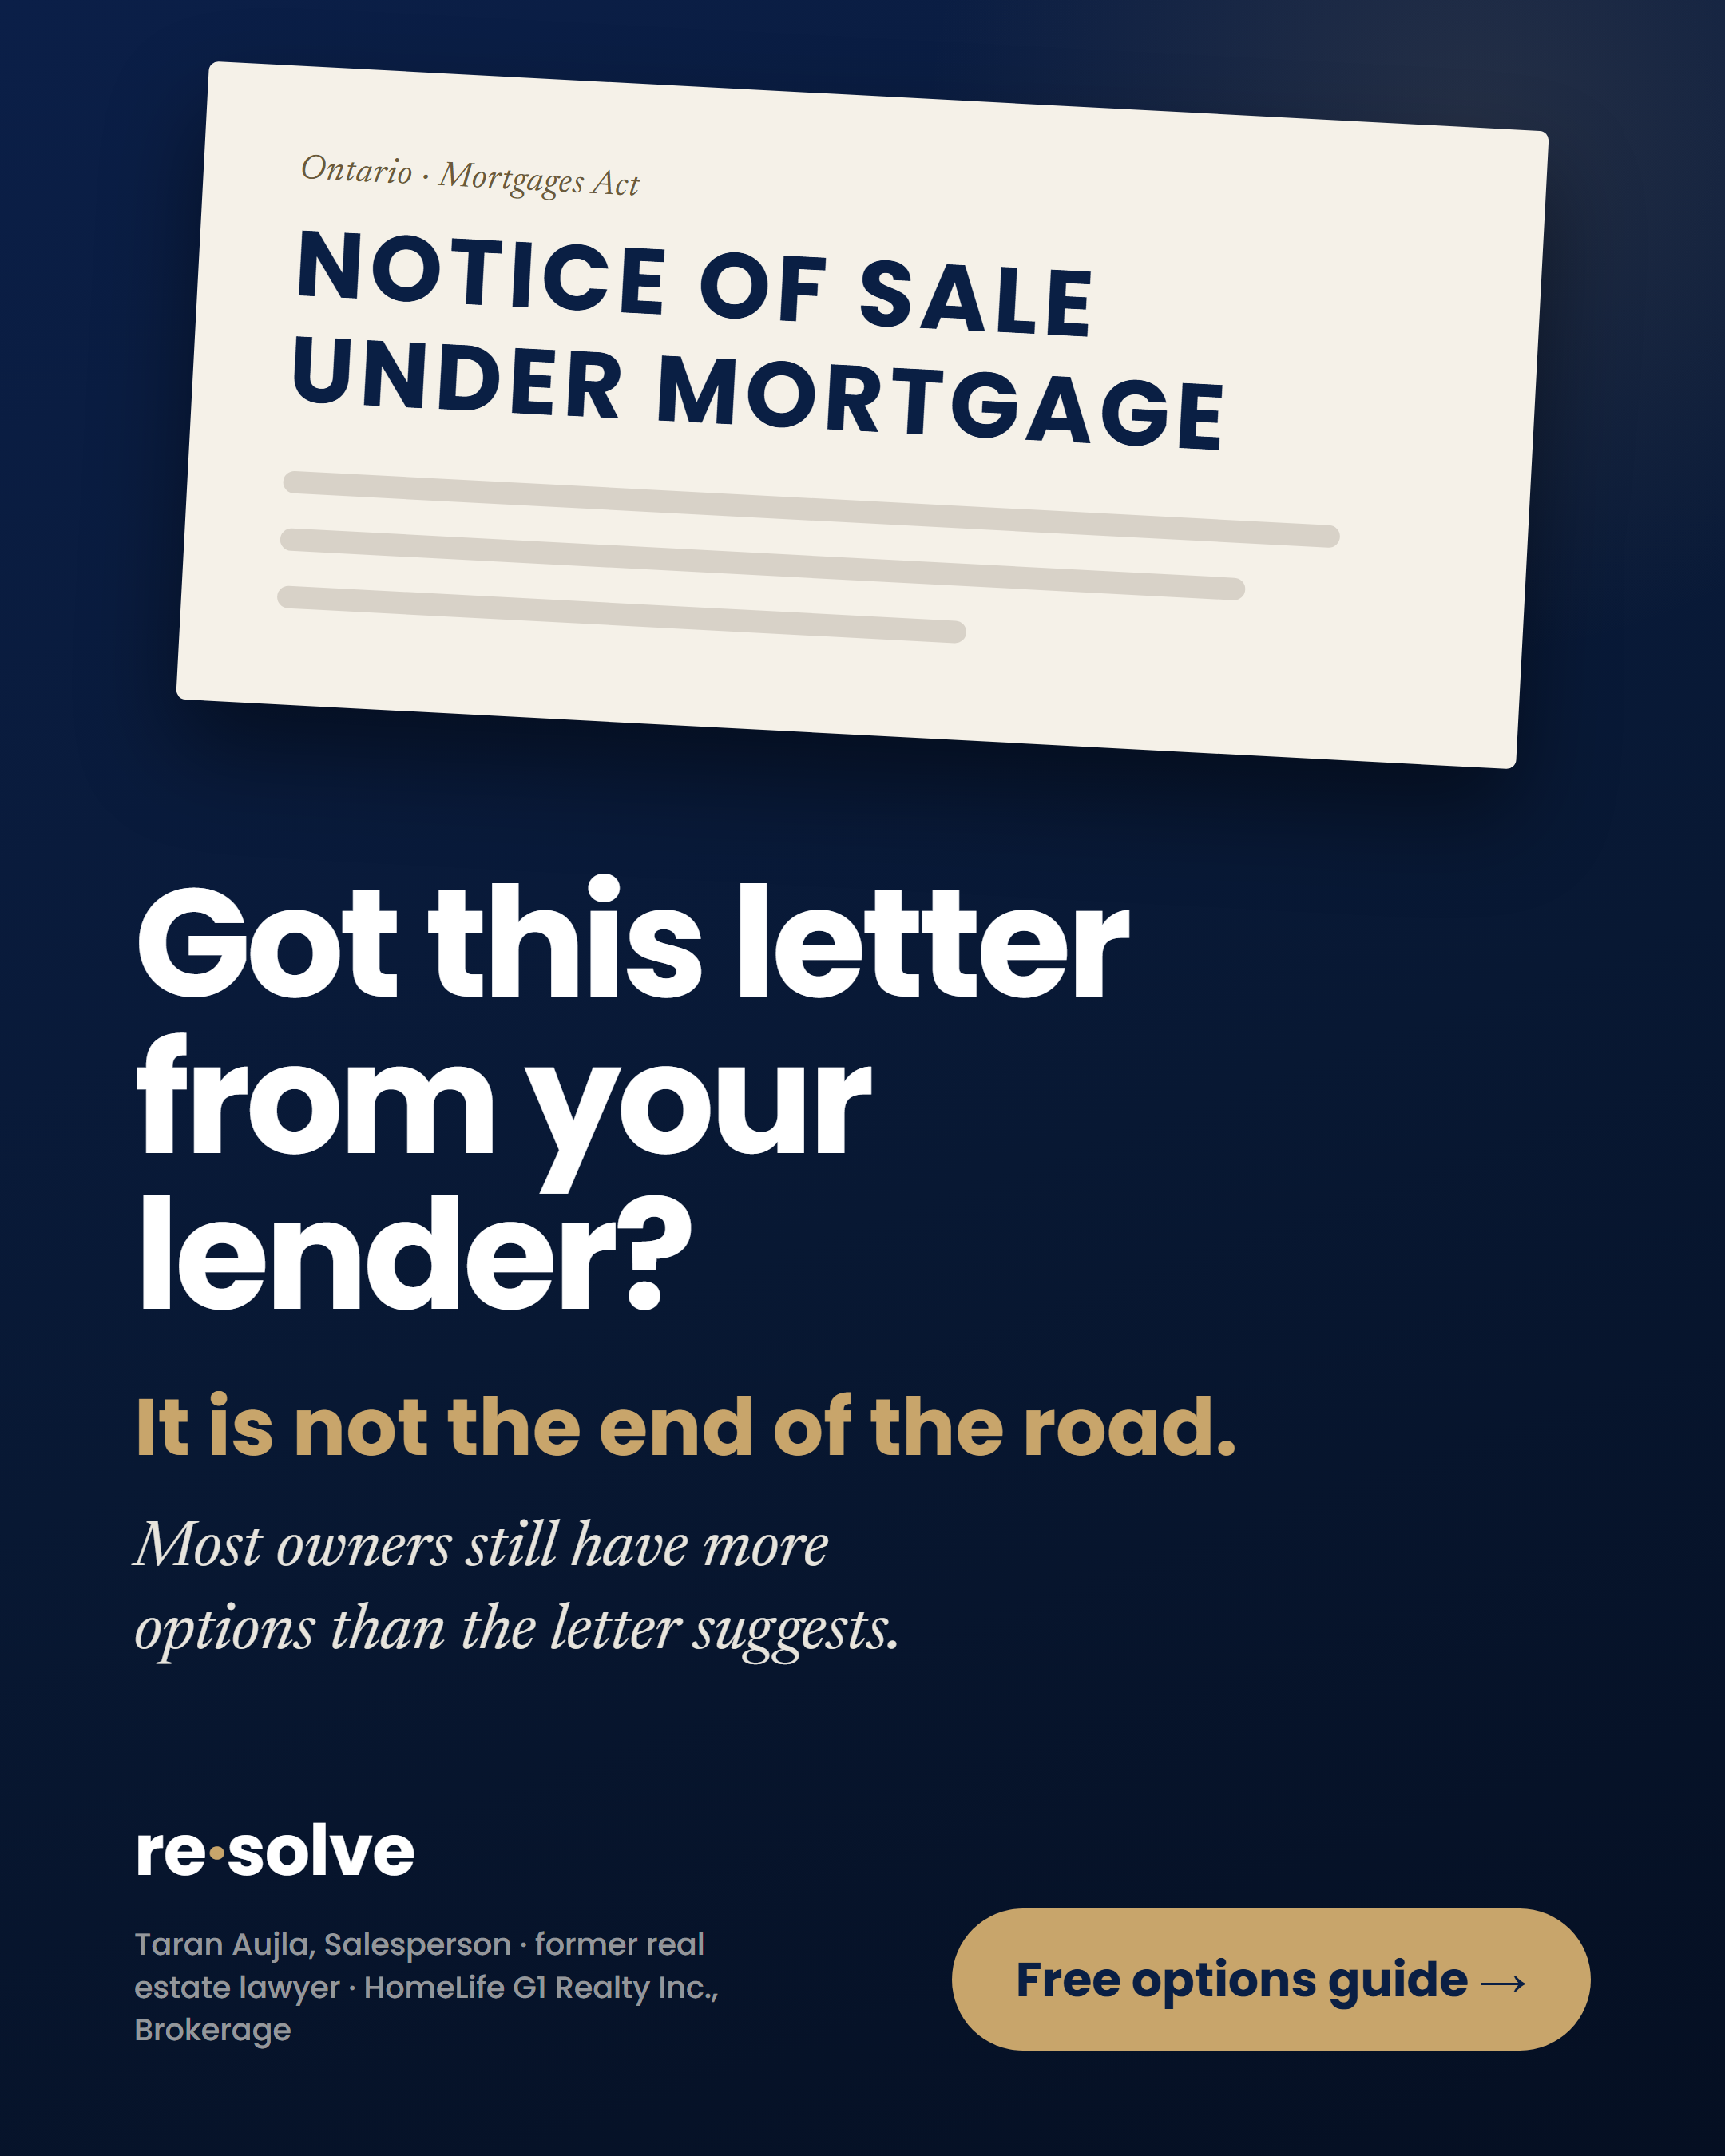 Ontario · Mortgages Act
NOTICE OF SALE
UNDER MORTGAGE
Got this letter
from your
lender?
It is not the end of the road.
Most owners still have more
options than the letter suggests.
re·solve
Taran Aujla, Salesperson · former real
estate lawyer · HomeLife G1 Realty Inc.,
Brokerage
Free options guide →